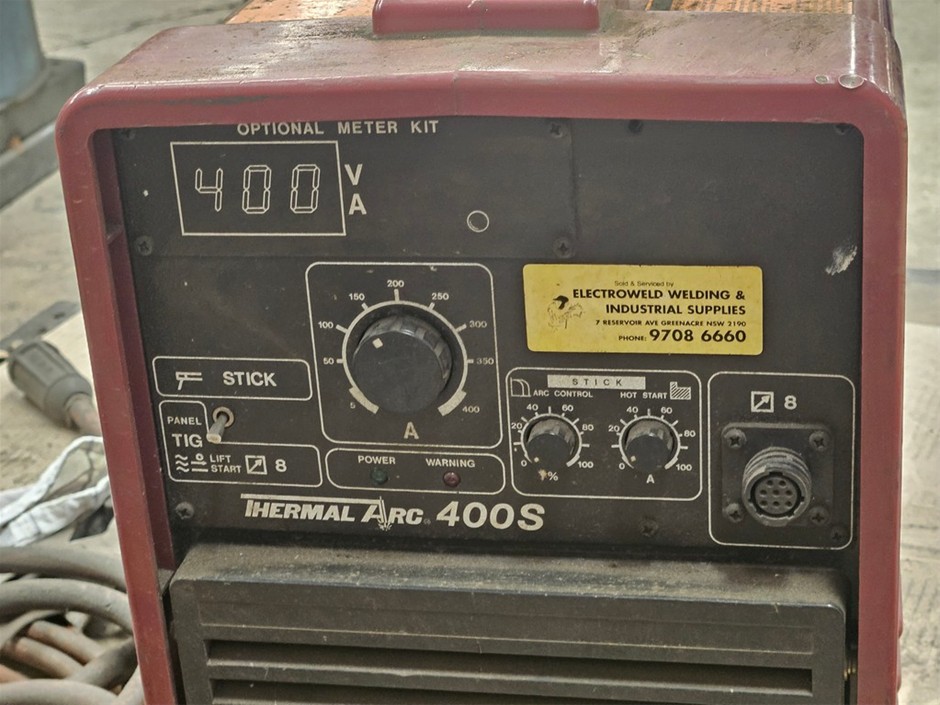 OPTIONAL METER KIT
400
V
A
5
50
100
150
200
250
300
350
400
A
Sold & Serviced by
ELECTROWELD WELDING &
INDUSTRIAL SUPPLIES
7 RESERVOIR AVE GREENACRE NSW 2190
PHONE: 9708 6660
STICK
PANEL
TIG
LIFT
START
8
POWER
WARNING
STICK
ARC CONTROL
0
20
40
60
80
100
%
HOT START
0
20
40
60
80
100
A
8
THERMAL ARC 400S